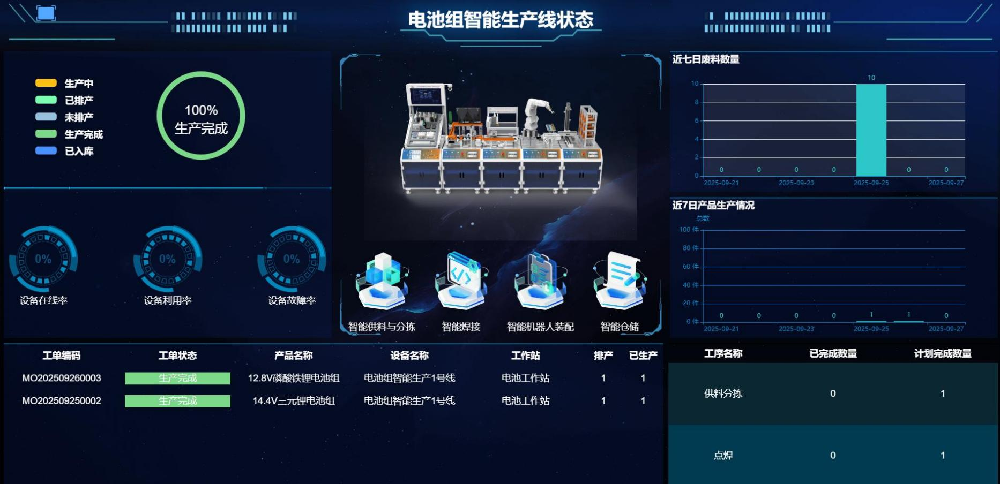 电池组智能生产线状态
生产中
已排产
未排产
生产完成
已入库
100%
生产完成
0%
设备在线率
0%
设备利用率
0%
设备故障率
智能供料与分拣
智能焊接
智能机器人装配
智能仓储
近七日废料数量
10
10
8
6
4
2
0
0 0 0 0 0 0
2025-09-21 2025-09-23 2025-09-25 2025-09-27
近7日产品生产情况
总数
100 件
80 件
60 件
40 件
20 件
0 件
0 0 0 0 1 1 0
2025-09-21 2025-09-23 2025-09-25 2025-09-27
工单编码 工单状态 产品名称 设备名称 工作站 排产 已生产
MO202509260003 生产完成 12.8V磷酸铁锂电池组 电池组智能生产1号线 电池工作站 1 1
MO202509250002 生产完成 14.4V三元锂电池组 电池组智能生产1号线 电池工作站 1 1
工序名称 已完成数量 计划完成数量
供料分拣 0 1
点焊 0 1